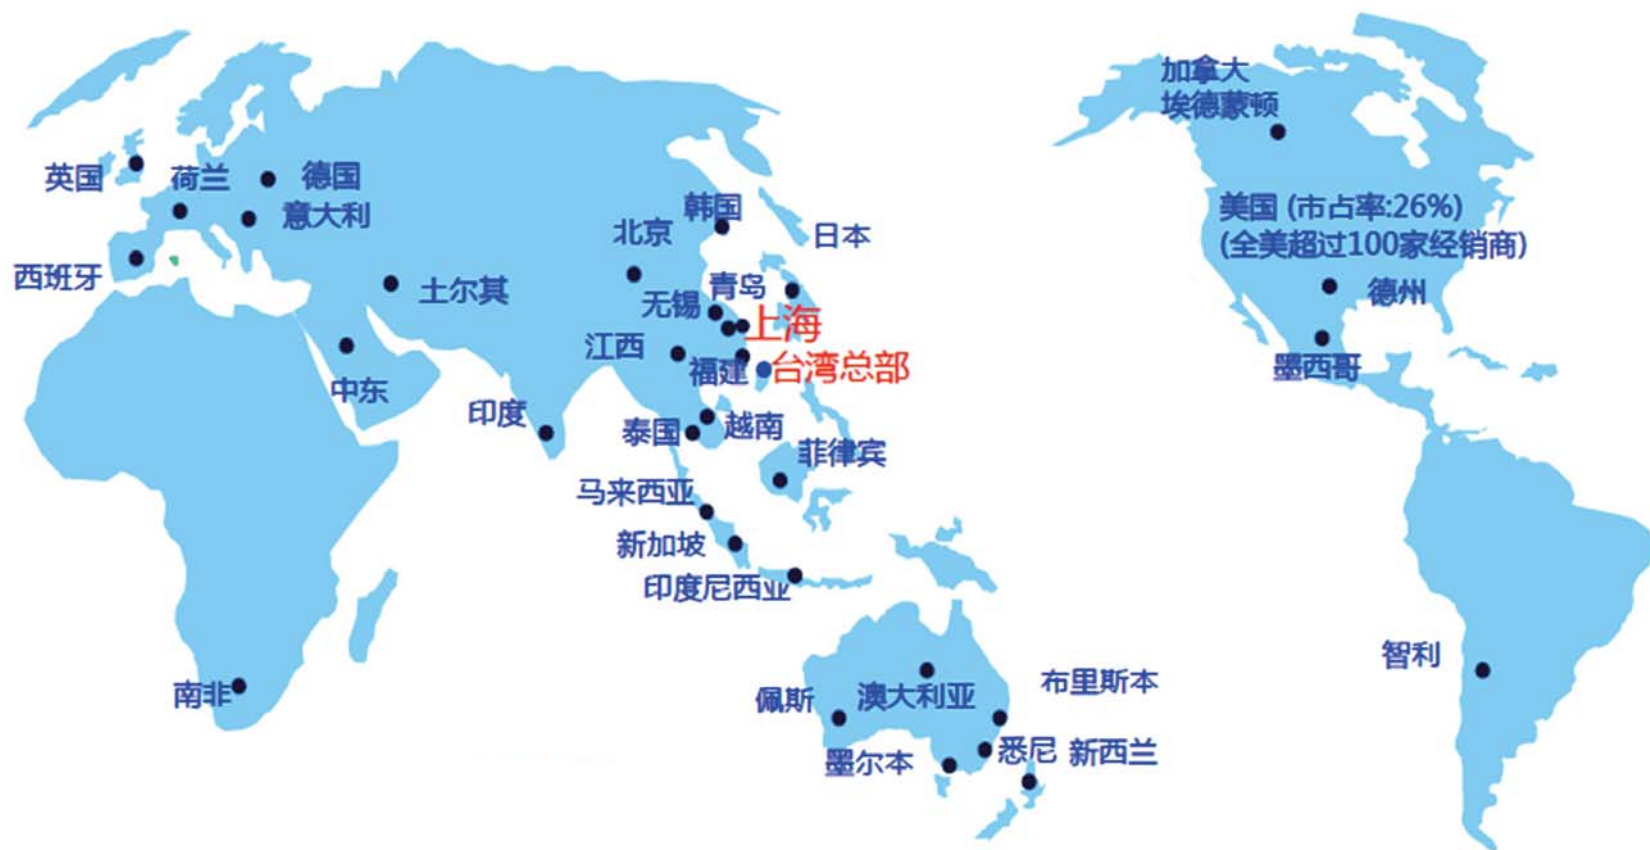 加拿大
埃德蒙顿
英国
荷兰
德国
意大利
西班牙
土尔其
中东
北京
韩国
日本
青岛
无锡
上海
江西
福建
台湾总部
印度
泰国
越南
菲律宾
马来西亚
新加坡
印度尼西亚
南非
佩斯
澳大利亚
布里斯本
墨尔本
悉尼
新西兰
美国 (市占率:26%)
(全美超过100家经销商)
德州
墨西哥
智利